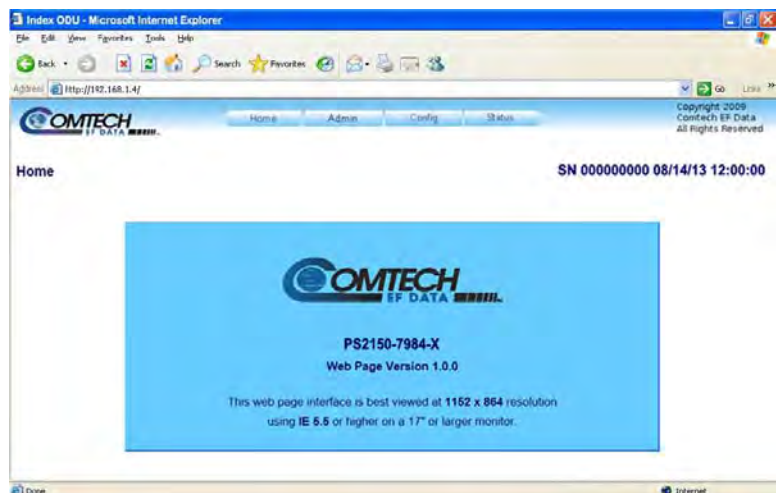 Index ODU - Microsoft Internet Explorer
File Edit View Favorites Tools Help
Back Search Favorites
Address http://192.168.1.4/ Go Links »
COMTECH
EF DATA
Home Admin Config Status
Copyright 2009
Comtech EF Data
All Rights Reserved
Home
SN 000000000 08/14/13 12:00:00
COMTECH
EF DATA
PS2150-7984-X
Web Page Version 1.0.0
This web page interface is best viewed at 1152 x 864 resolution
using IE 5.5 or higher on a 17" or larger monitor.
Done Internet